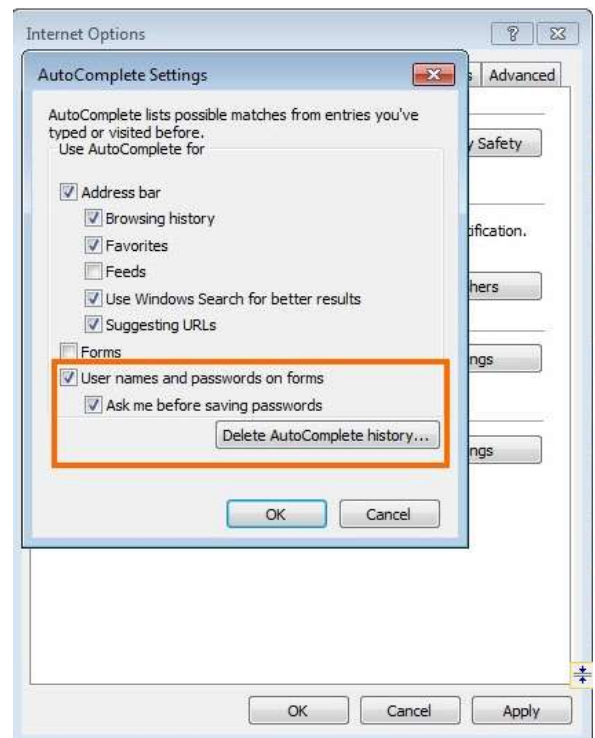 Internet Options
AutoComplete Settings
s Advanced
AutoComplete lists possible matches from entries you've
typed or visited before.
Use AutoComplete for
y Safety
Address bar
Browsing history
Favorites
tification.
Feeds
hers
Use Windows Search for better results
Suggesting URLs
Forms
ngs
User names and passwords on forms
Ask me before saving passwords
Delete AutoComplete history...
ngs
OK Cancel
OK Cancel Apply